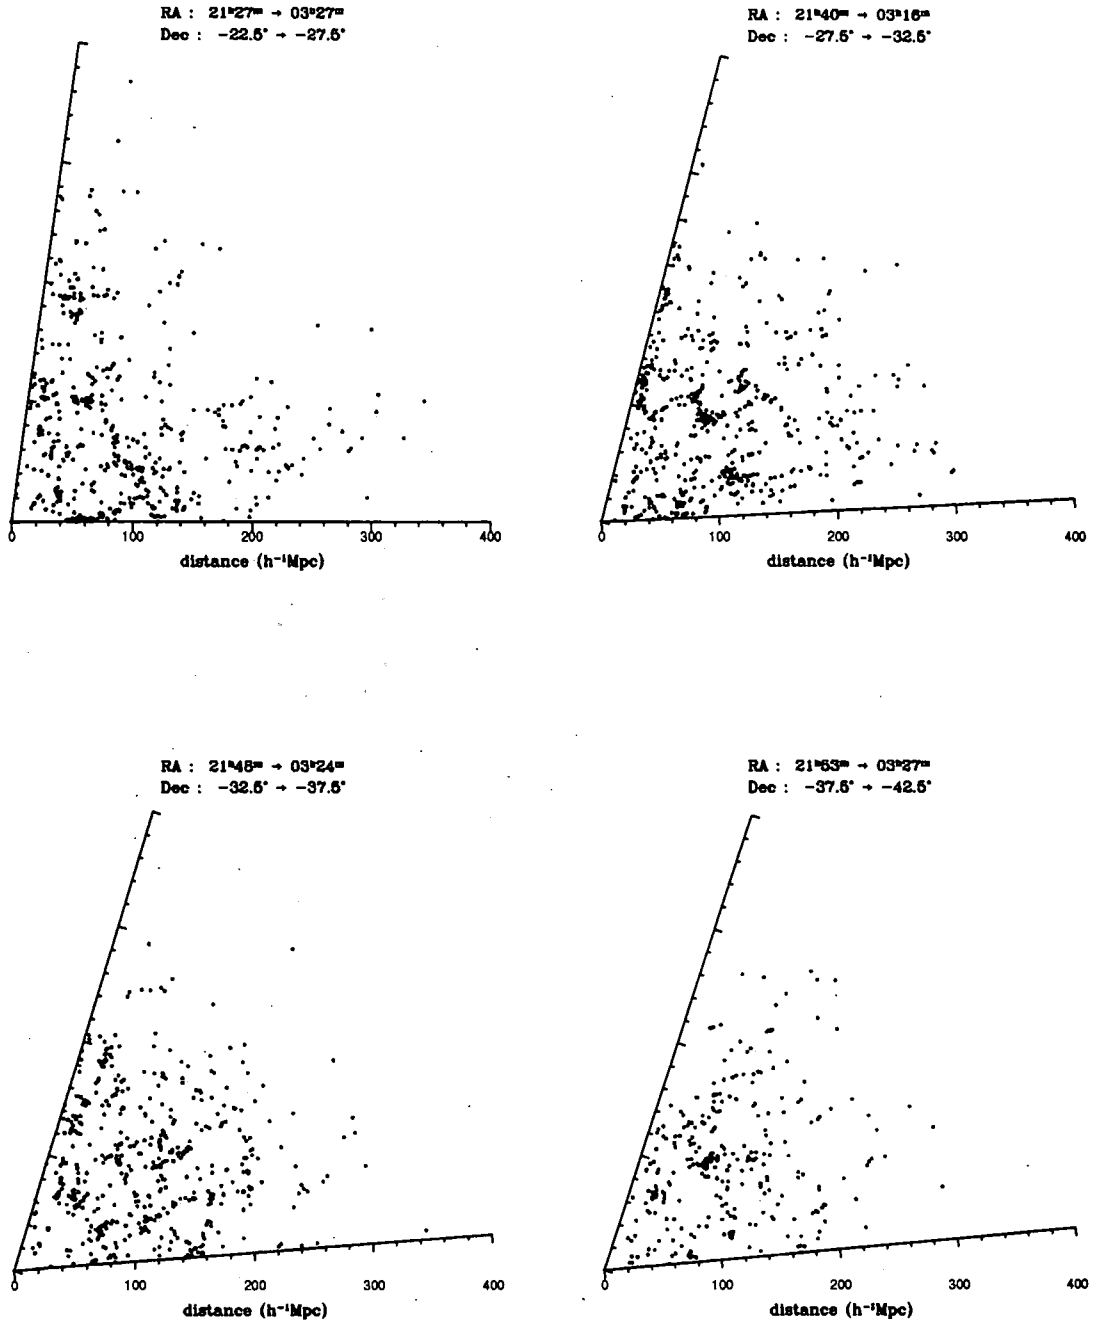 RA : 21ʰ27ᵐ → 03ʰ27ᵐ
Dec : −22.5° → −27.5°
0 100 200 300 400
distance (h⁻¹Mpc)
RA : 21ʰ40ᵐ → 03ʰ16ᵐ
Dec : −27.5° → −32.5°
0 100 200 300 400
distance (h⁻¹Mpc)
RA : 21ʰ48ᵐ → 03ʰ24ᵐ
Dec : −32.5° → −37.5°
0 100 200 300 400
distance (h⁻¹Mpc)
RA : 21ʰ53ᵐ → 03ʰ27ᵐ
Dec : −37.5° → −42.5°
0 100 200 300 400
distance (h⁻¹Mpc)